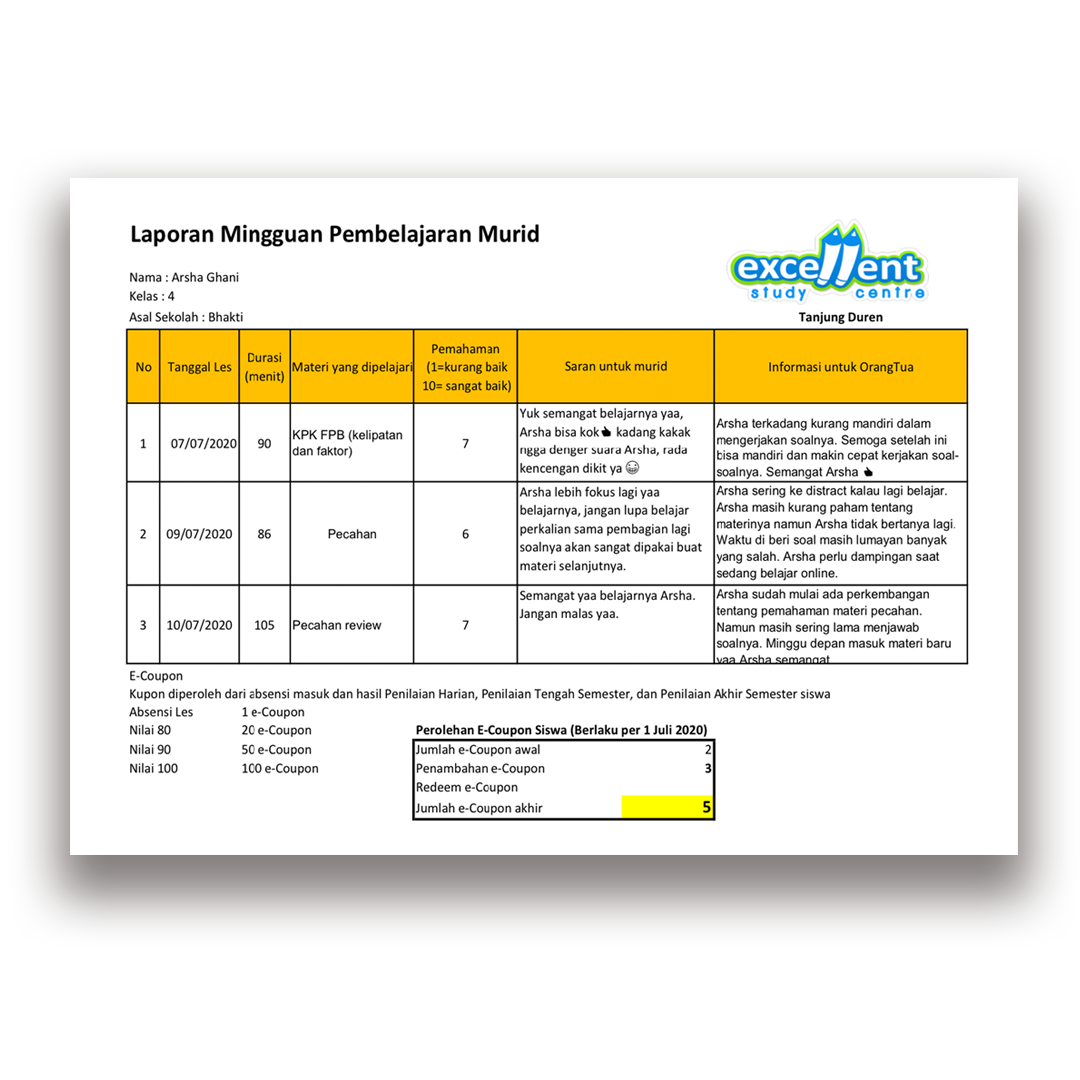 Laporan Mingguan Pembelajaran Murid
excellent
study centre
Tanjung Duren
Nama : Arsha Ghani
Kelas : 4
Asal Sekolah : Bhakti
No
Tanggal Les
Durasi
(menit)
Materi yang dipelajari
Pemahaman
(1=kurang baik
10= sangat baik)
Saran untuk murid
Informasi untuk OrangTua
1
07/07/2020
90
KPK FPB (kelipatan
dan faktor)
7
Yuk semangat belajarnya yaa,
Arsha bisa kok👍 kadang kakak
ngga denger suara Arsha, rada
kencengan dikit ya 😁
Arsha terkadang kurang mandiri dalam
mengerjakan soalnya. Semoga setelah ini
bisa mandiri dan makin cepat kerjakan soal-
soalnya. Semangat Arsha 👍
2
09/07/2020
86
Pecahan
6
Arsha lebih fokus lagi yaa
belajarnya, jangan lupa belajar
perkalian sama pembagian lagi
soalnya akan sangat dipakai buat
materi selanjutnya.
Arsha sering ke distract kalau lagi belajar.
Arsha masih kurang paham tentang
materinya namun Arsha tidak bertanya lagi.
Waktu di beri soal masih lumayan banyak
yang salah. Arsha perlu dampingan saat
sedang belajar online.
3
10/07/2020
105
Pecahan review
7
Semangat yaa belajarnya Arsha.
Jangan malas yaa.
Arsha sudah mulai ada perkembangan
tentang pemahaman materi pecahan.
Namun masih sering lama menjawab
soalnya. Minggu depan masuk materi baru
yaa Arsha semangat
E-Coupon
Kupon diperoleh dari absensi masuk dan hasil Penilaian Harian, Penilaian Tengah Semester, dan Penilaian Akhir Semester siswa
Absensi Les 1 e-Coupon
Nilai 80 20 e-Coupon
Nilai 90 50 e-Coupon
Nilai 100 100 e-Coupon
Perolehan E-Coupon Siswa (Berlaku per 1 Juli 2020)
Jumlah e-Coupon awal 2
Penambahan e-Coupon 3
Redeem e-Coupon
Jumlah e-Coupon akhir 5